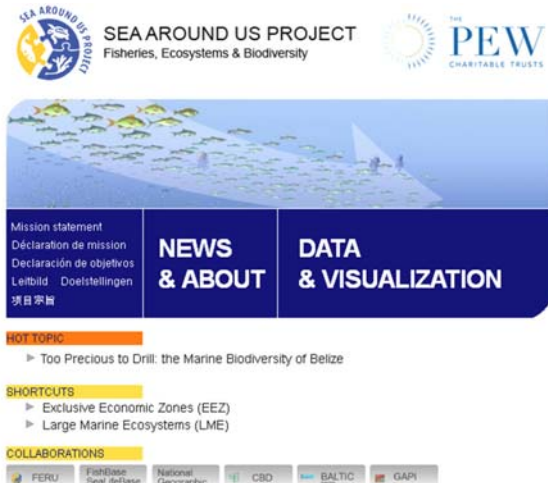 SEA AROUND US PROJECT
SEA AROUND US PROJECT
Fisheries, Ecosystems & Biodiversity
THE
PEW
CHARITABLE TRUSTS
Mission statement
Déclaration de mission
Declaración de objetivos
Leitbild Doelstellingen
项目宗旨
NEWS
& ABOUT
DATA
& VISUALIZATION
HOT TOPIC
Too Precious to Drill: the Marine Biodiversity of Belize
SHORTCUTS
Exclusive Economic Zones (EEZ)
Large Marine Ecosystems (LME)
COLLABORATIONS
FERU
FishBase
SeaLifeBase
National
Geographic
CBD
BALTIC
GAPI